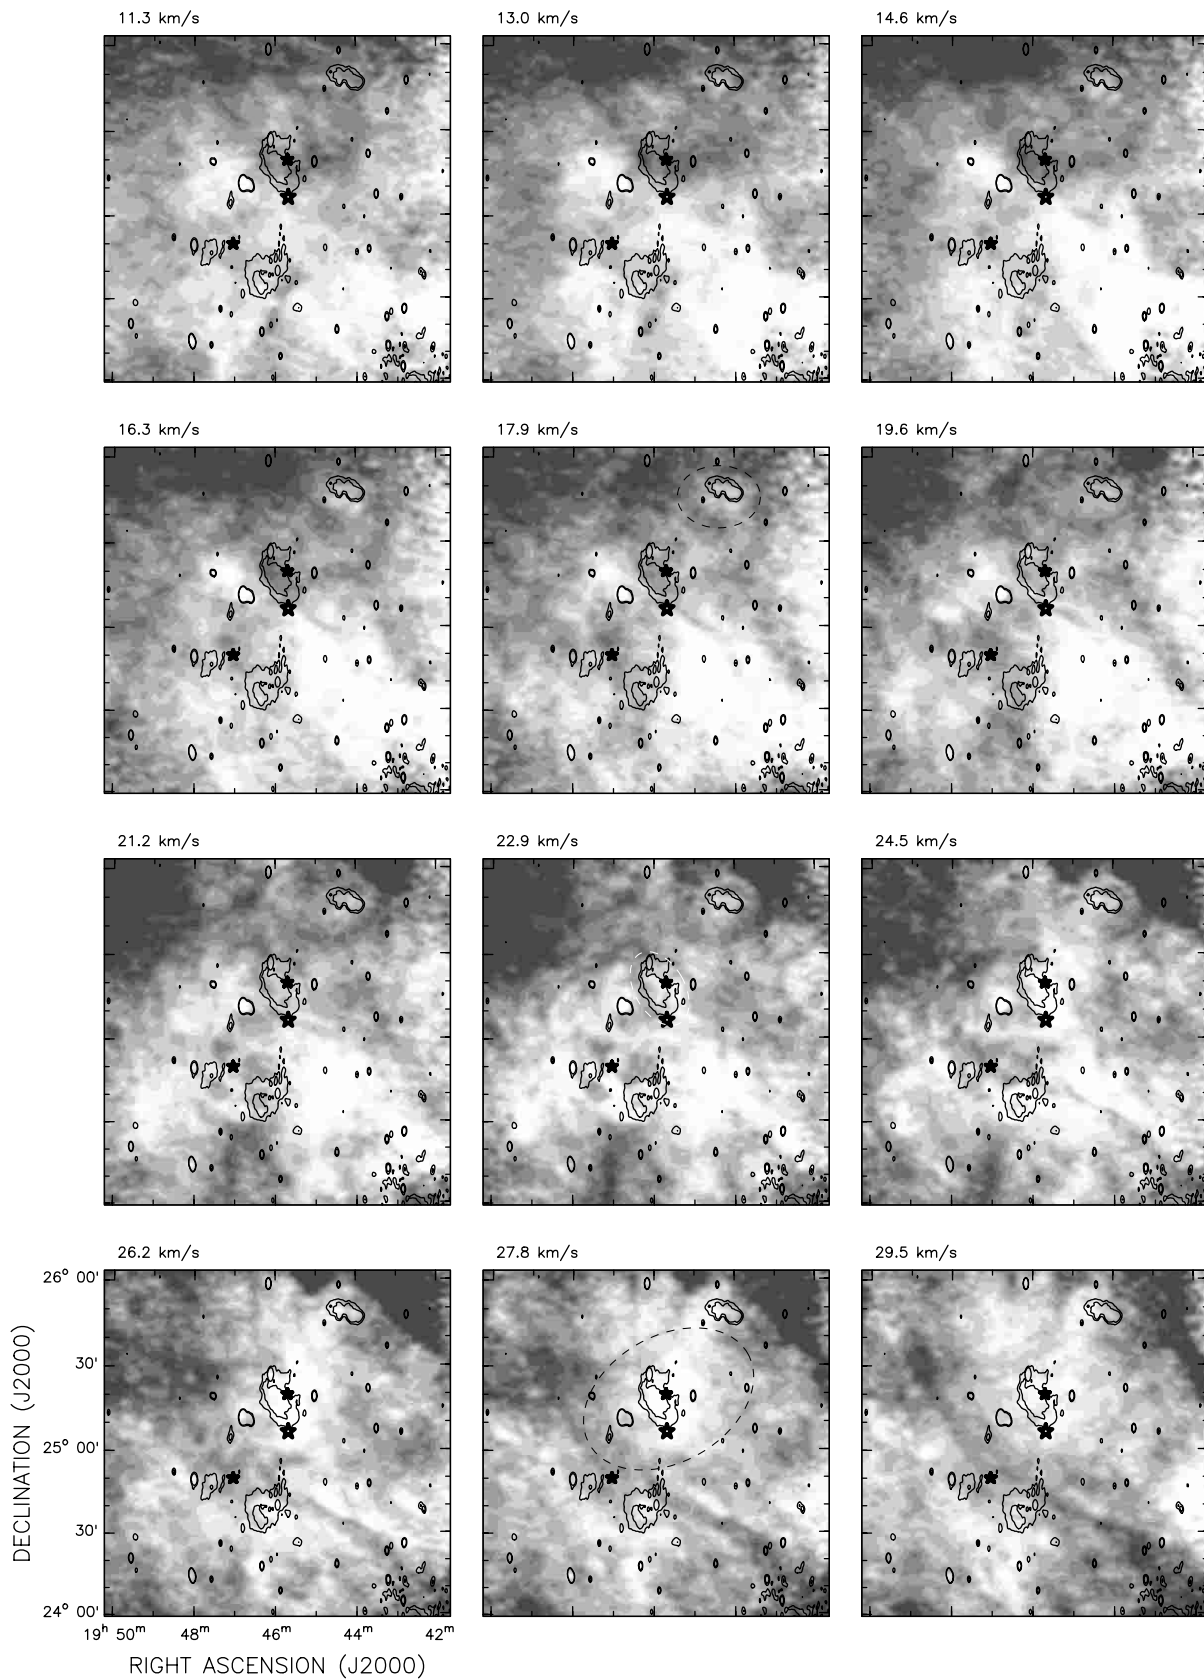 11.3 km/s
13.0 km/s
14.6 km/s
16.3 km/s
17.9 km/s
19.6 km/s
21.2 km/s
22.9 km/s
24.5 km/s
26.2 km/s
27.8 km/s
29.5 km/s
26° 00'
30'
25° 00'
30'
24° 00'
DECLINATION (J2000)
19ʰ 50ᵐ 48ᵐ 46ᵐ 44ᵐ 42ᵐ
RIGHT ASCENSION (J2000)